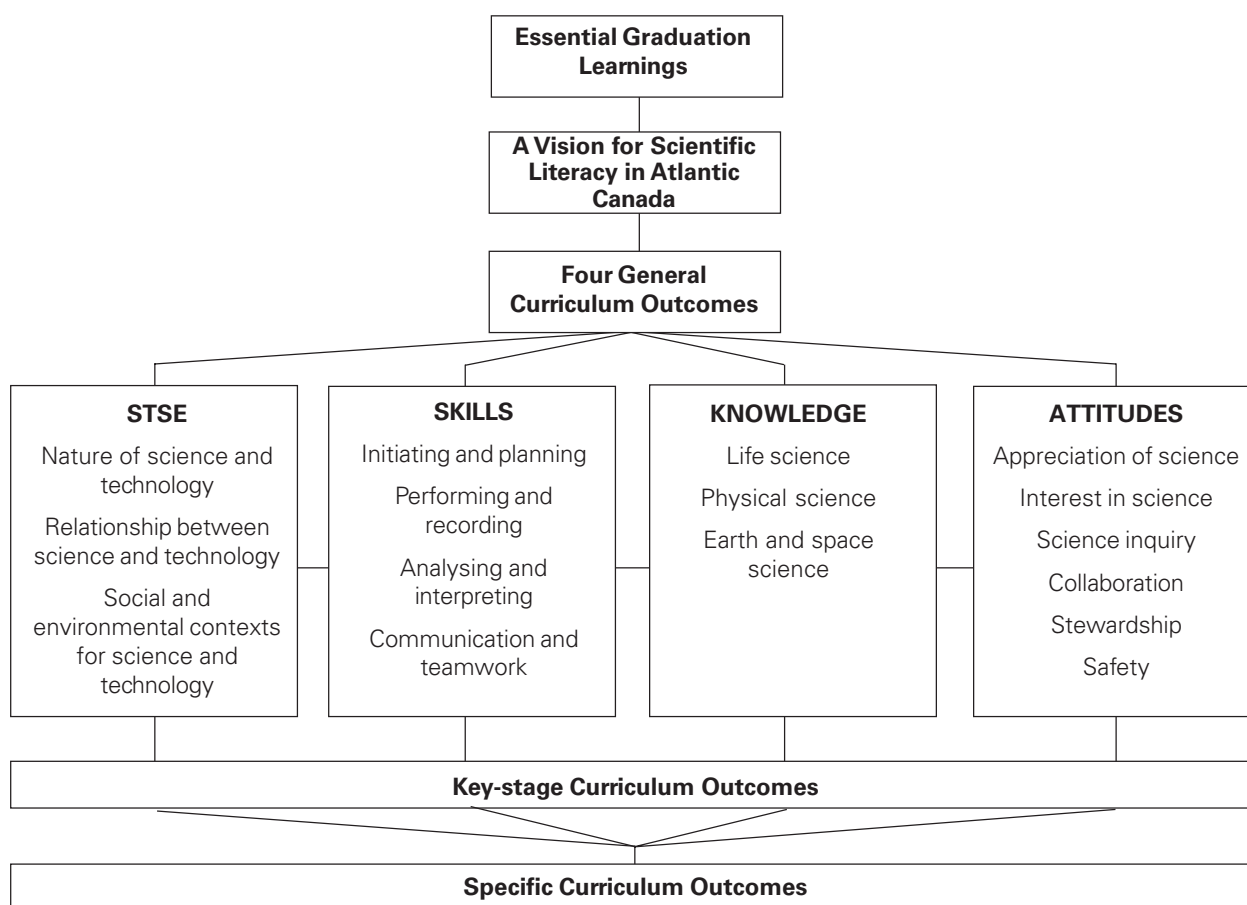 Essential Graduation
Learnings
A Vision for Scientific
Literacy in Atlantic
Canada
Four General
Curriculum Outcomes
STSE
Nature of science and
technology
Relationship between
science and technology
Social and
environmental contexts
for science and
technology
SKILLS
Initiating and planning
Performing and
recording
Analysing and
interpreting
Communication and
teamwork
KNOWLEDGE
Life science
Physical science
Earth and space
science
ATTITUDES
Appreciation of science
Interest in science
Science inquiry
Collaboration
Stewardship
Safety
Key-stage Curriculum Outcomes
Specific Curriculum Outcomes